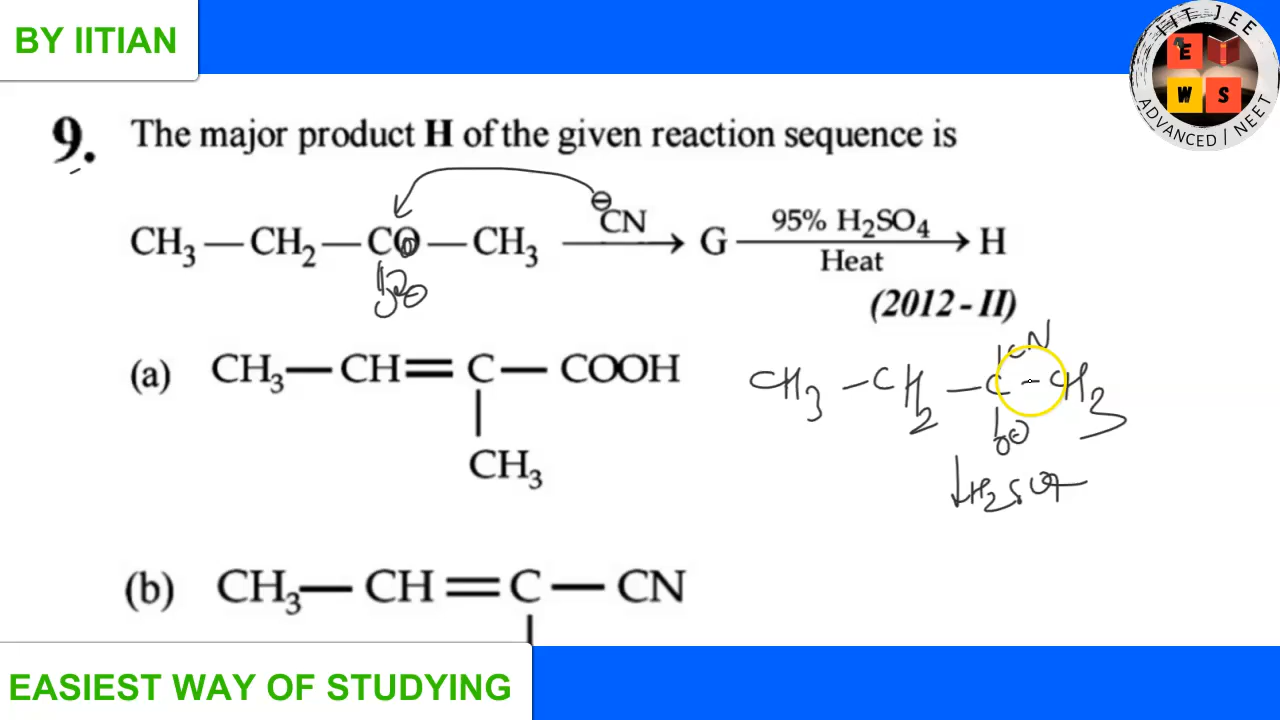 BY IITIAN
IIT JEE
E
W S
ADVANCED / NEET
9. The major product H of the given reaction sequence is
CH₃—CH₂—CO—CH₃ ⊖CN → G 95% H₂SO₄ Heat → H
(2012 - II)
(a) CH₃—CH=C—COOH
CH₃
CH₃-CH₂-C-CH₃
CN
O⊖
↓H₂SO₄
(b) CH₃—CH=C—CN
EASIEST WAY OF STUDYING